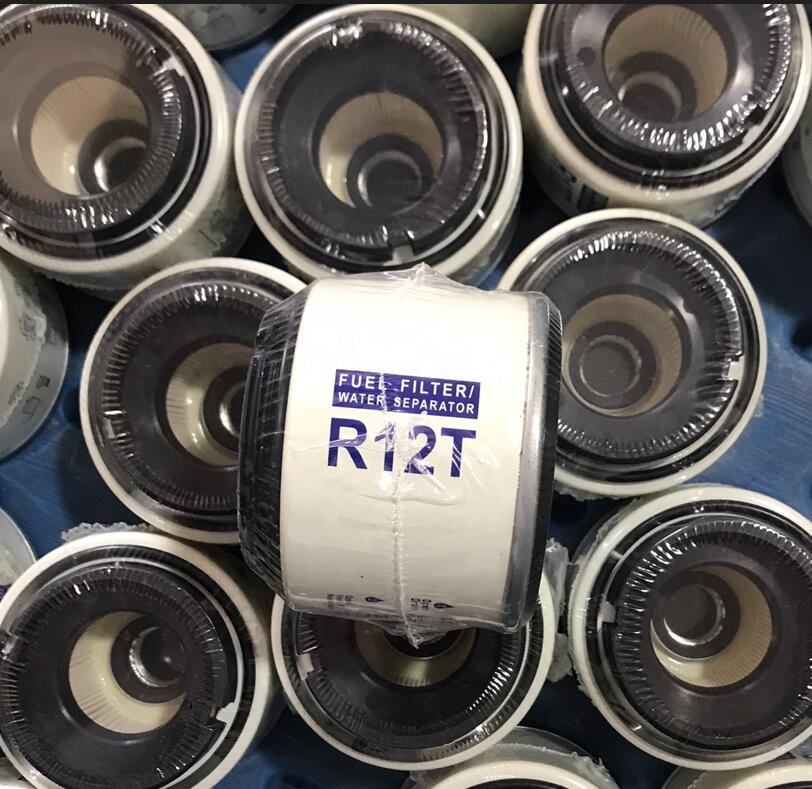 FUEL FILTER/
WATER SEPARATOR
R12T